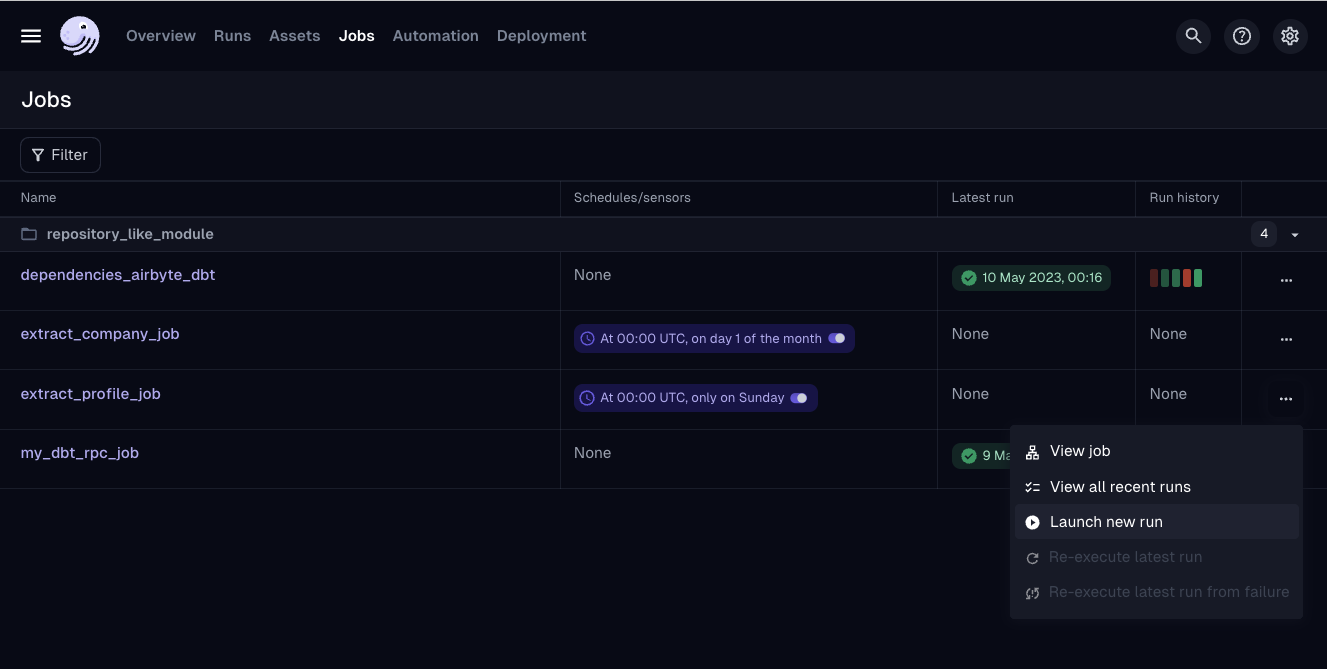 Overview Runs Assets Jobs Automation Deployment
Jobs
Filter
Name Schedules/sensors Latest run Run history
repository_like_module 4
dependencies_airbyte_dbt None 10 May 2023, 00:16
extract_company_job At 00:00 UTC, on day 1 of the month None None
extract_profile_job At 00:00 UTC, only on Sunday None None
my_dbt_rpc_job None 9
View job
View all recent runs
Launch new run
Re-execute latest run
Re-execute latest run from failure